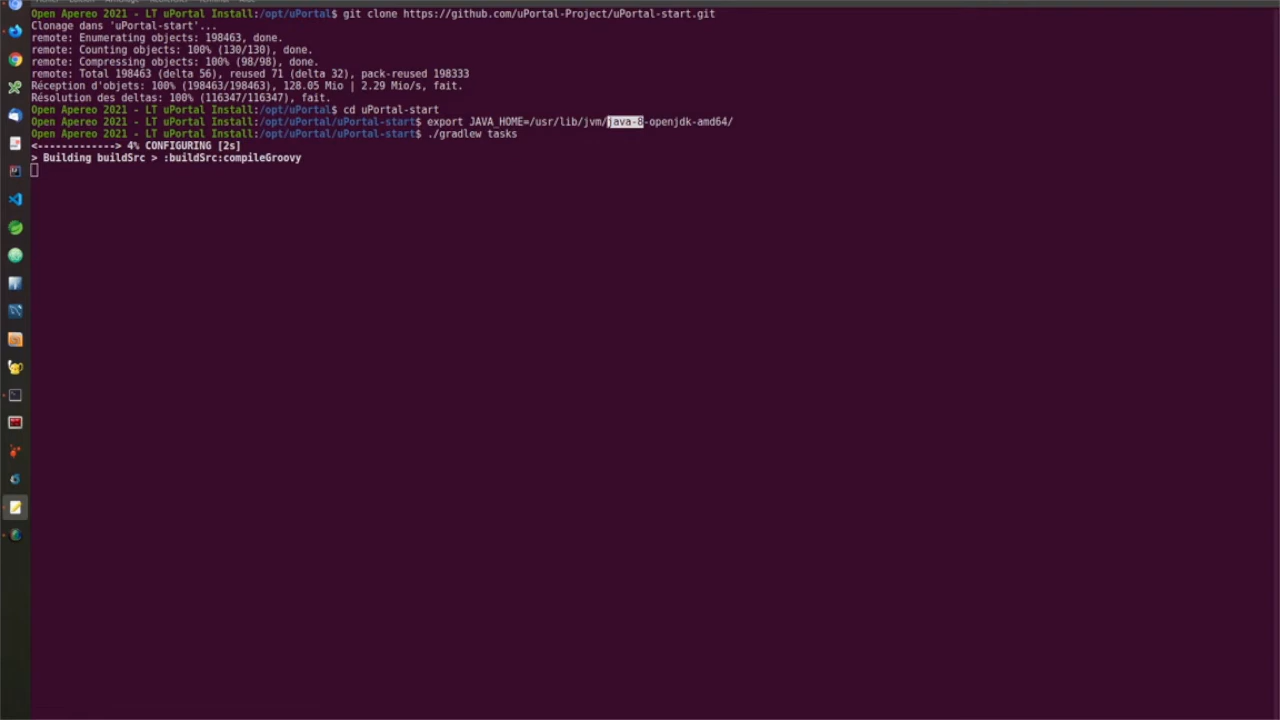 Open Apereo 2021 - LT uPortal Install:/opt/uPortal$ git clone https://github.com/uPortal-Project/uPortal-start.git
Clonage dans 'uPortal-start'...
remote: Enumerating objects: 198463, done.
remote: Counting objects: 100% (130/130), done.
remote: Compressing objects: 100% (98/98), done.
remote: Total 198463 (delta 56), reused 71 (delta 32), pack-reused 198333
Réception d'objets: 100% (198463/198463), 128.05 Mio | 2.29 Mio/s, fait.
Résolution des deltas: 100% (116347/116347), fait.
Open Apereo 2021 - LT uPortal Install:/opt/uPortal$ cd uPortal-start
Open Apereo 2021 - LT uPortal Install:/opt/uPortal/uPortal-start$ export JAVA_HOME=/usr/lib/jvm/java-8-openjdk-amd64/
Open Apereo 2021 - LT uPortal Install:/opt/uPortal/uPortal-start$ ./gradlew tasks
<-------------> 4% CONFIGURING [2s]
> Building buildSrc > :buildSrc:compileGroovy